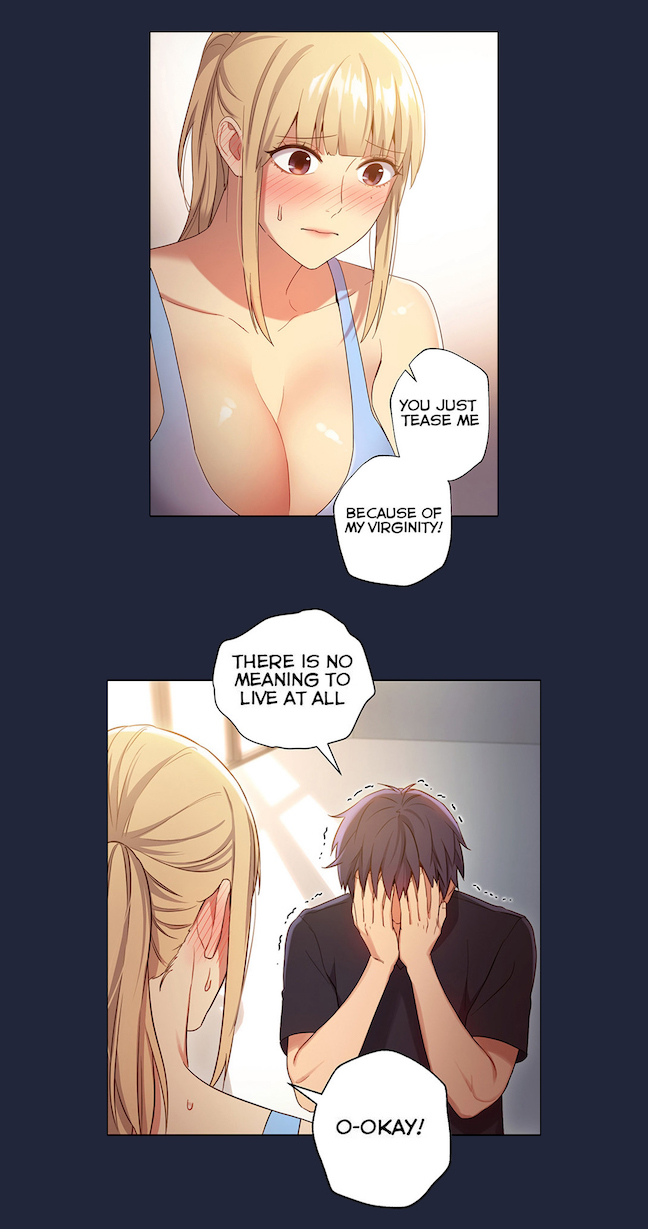 YOU JUST
TEASE ME
BECAUSE OF
MY VIRGINITY!
THERE IS NO
MEANING TO
LIVE AT ALL
O-OKAY!